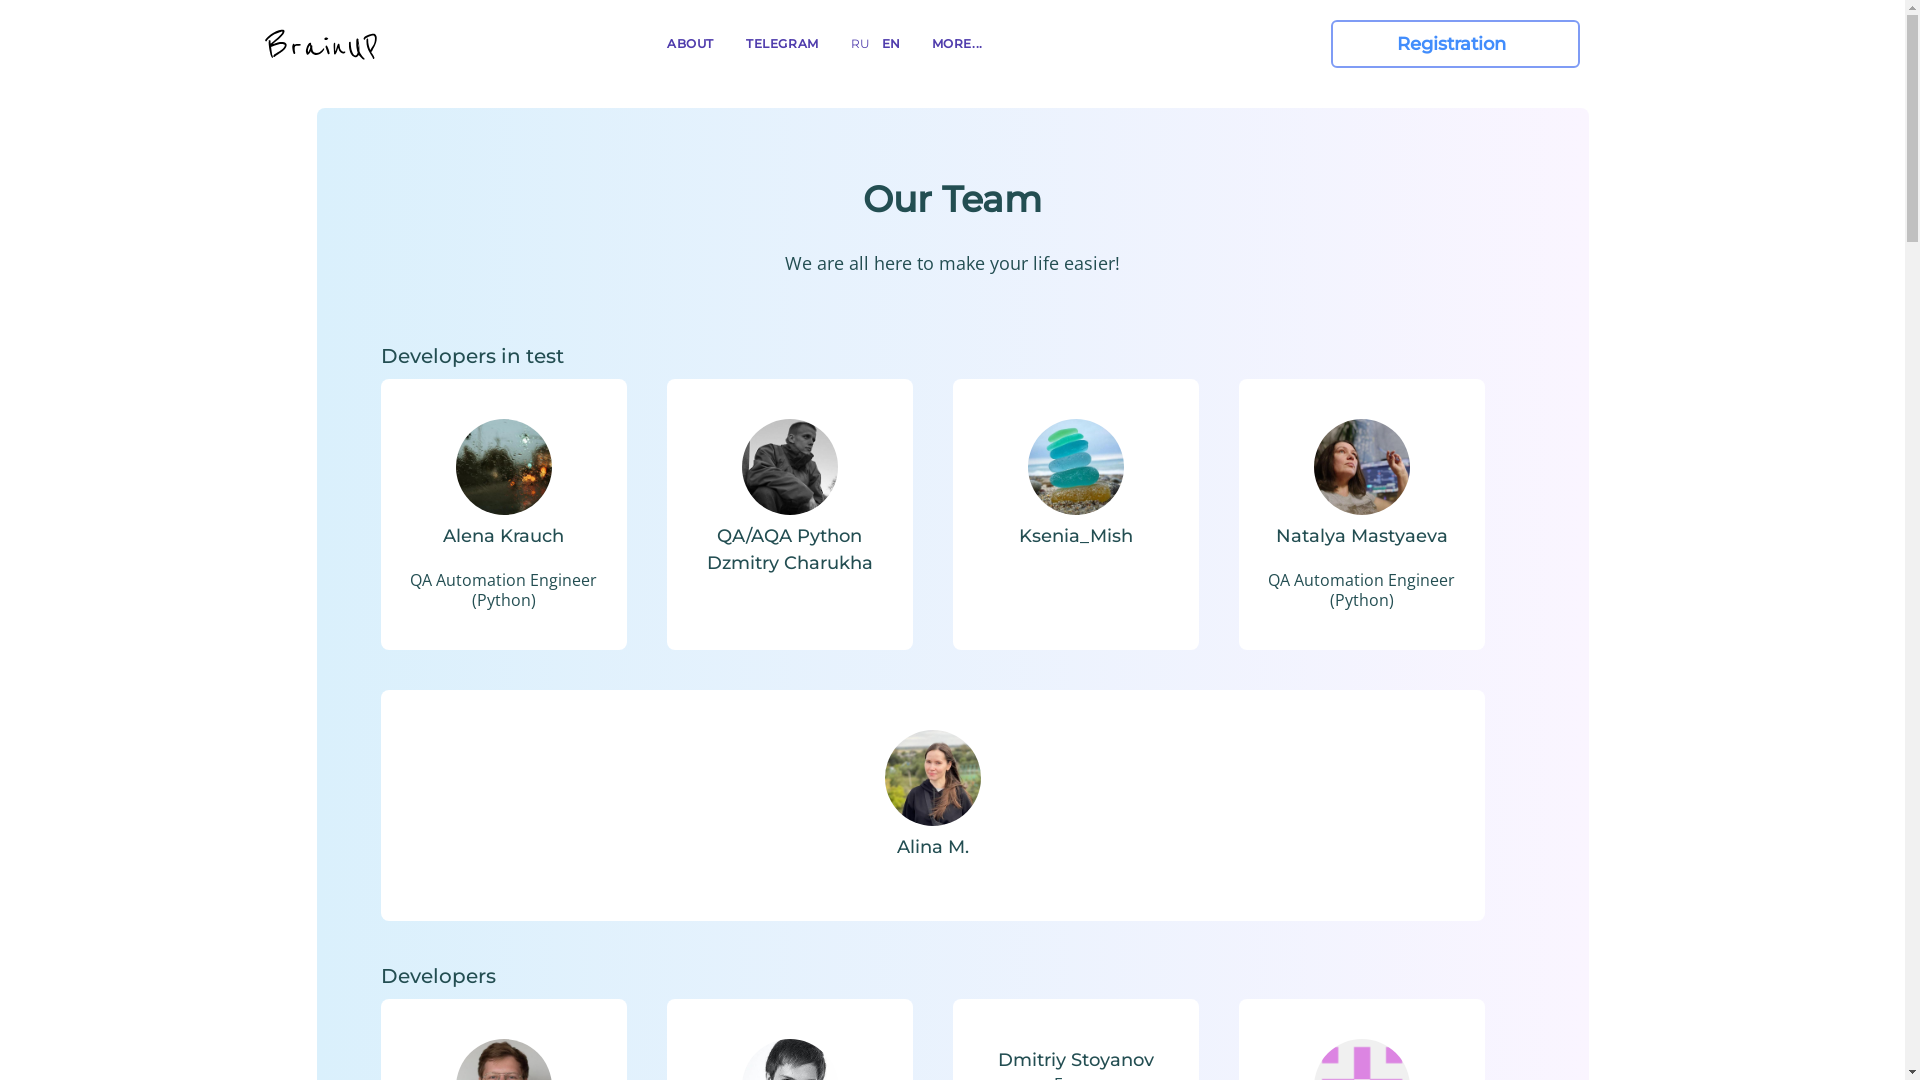 BrainUP
ABOUT TELEGRAM RU EN MORE... Registration
Our Team
We are all here to make your life easier!
Developers in test
Alena Krauch
QA Automation Engineer
(Python)
QA/AQA Python
Dzmitry Charukha
Ksenia_Mish
Natalya Mastyaeva
QA Automation Engineer
(Python)
Alina M.
Developers
Dmitriy Stoyanov